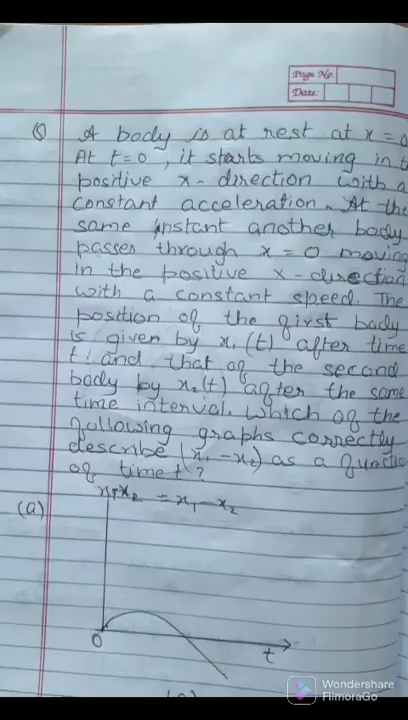 Page No.
Date:
Q A body is at rest at x = 0
At t=0, it starts moving in t
positive x-direction with a
constant acceleration. At the
same instant another body
passes through x = 0 moving
in the positive x-direction
with a constant speed. The
position of the first body
is given by x₁(t) after time
t' and that of the second
body by x₂(t) after the same
time interval. Which of the
following graphs correctly
describe (x₁-x₂) as a functio
of time t?
(a)
= x₁-x₂
0
t
Wondershare
FilmoraGo